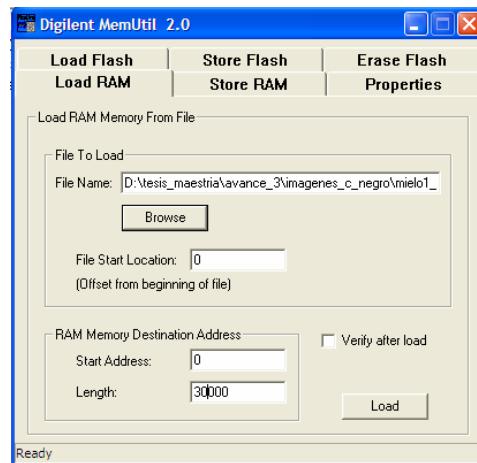 Digilent MemUtil 2.0
Load Flash Store Flash Erase Flash
Load RAM Store RAM Properties
Load RAM Memory From File
File To Load
File Name: D:\tesis_maestria\avance_3\imagenes_c_negro\mielo1_
Browse
File Start Location: 0
(Offset from beginning of file)
RAM Memory Destination Address
Verify after load
Start Address: 0
Length: 30000
Load
Ready